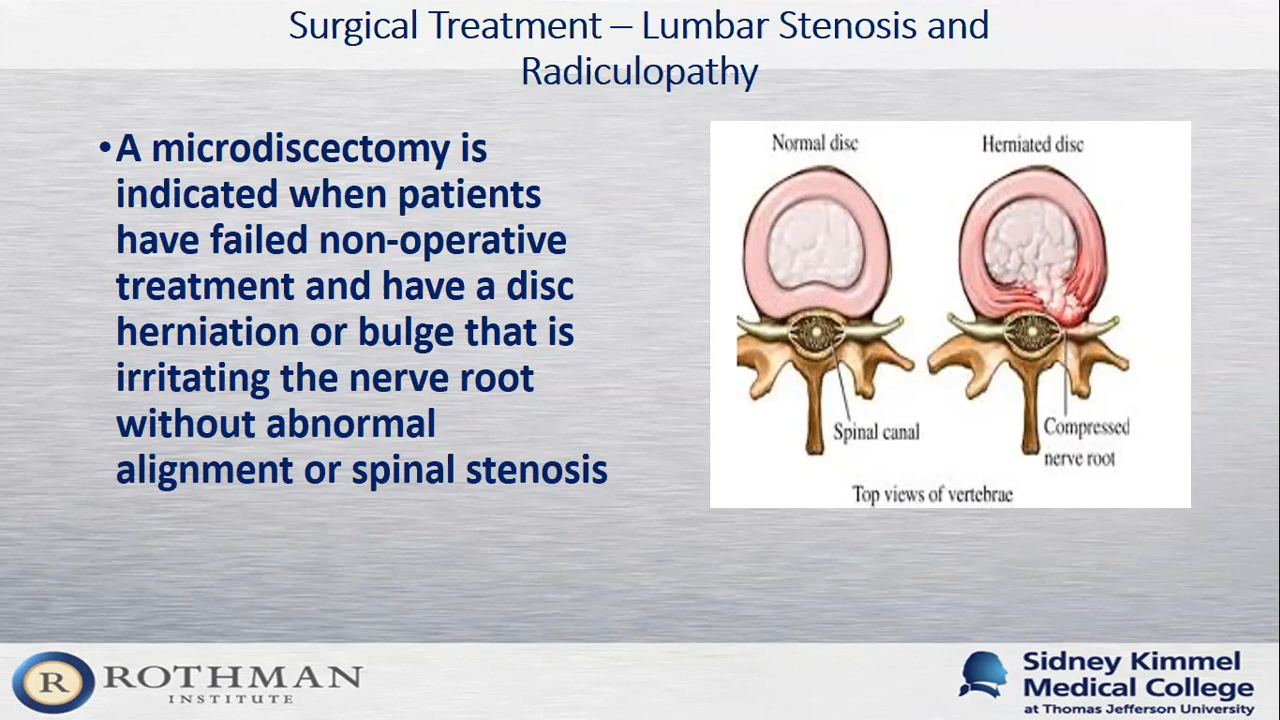 Surgical Treatment – Lumbar Stenosis and
Radiculopathy
•A microdiscectomy is
indicated when patients
have failed non-operative
treatment and have a disc
herniation or bulge that is
irritating the nerve root
without abnormal
alignment or spinal stenosis
Normal disc
Herniated disc
Spinal canal
Compressed
nerve root
Top views of vertebrae
R ROTHMAN
INSTITUTE
Sidney Kimmel
Medical College
at Thomas Jefferson University